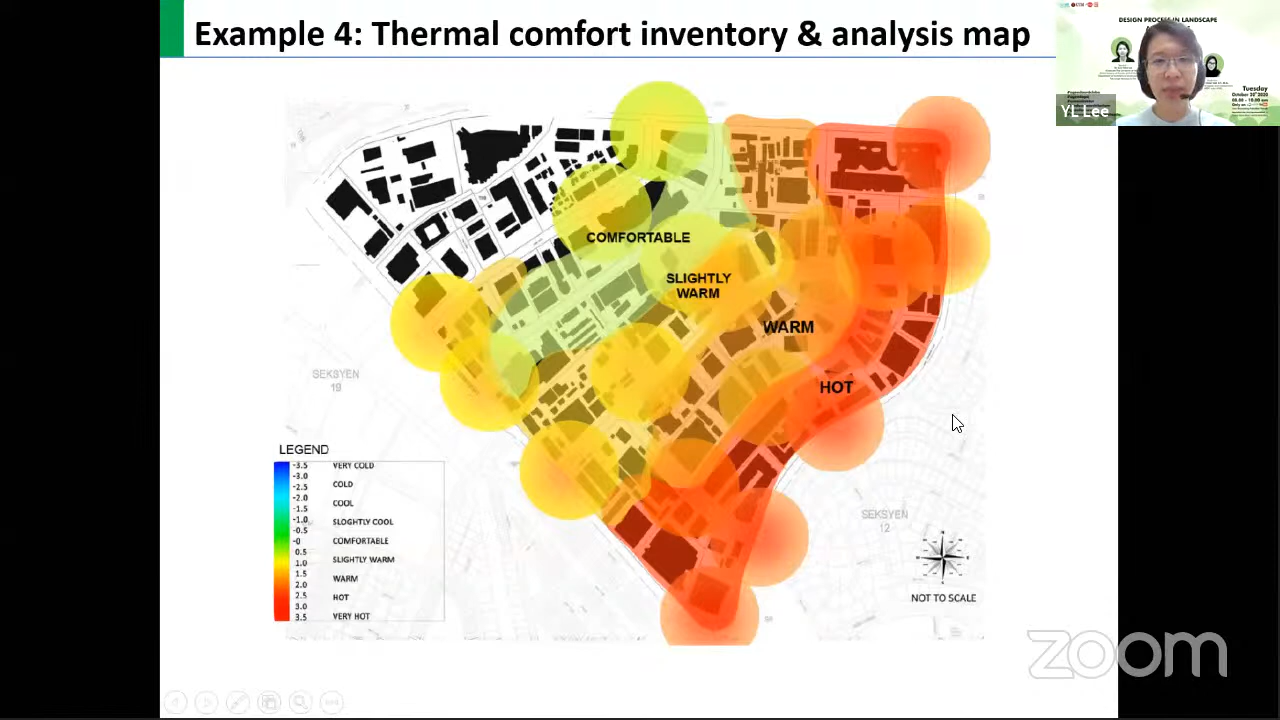 Example 4: Thermal comfort inventory & analysis map
DESIGN PROCESS IN LANDSCAPE
Tuesday
October 20th 2020
YL Lee
COMFORTABLE
SLIGHTLY
WARM
WARM
HOT
SEKSYEN
19
SEKSYEN
12
LEGEND
-3.5 VERY COLD
-3.0
-2.5 COLD
-2.0
-1.5 COOL
-1.0
-0.5 SLOGHTLY COOL
-0 COMFORTABLE
0.5
1.0 SLIGHTLY WARM
1.5
2.0 WARM
2.5 HOT
3.0
3.5 VERY HOT
NOT TO SCALE
zoom